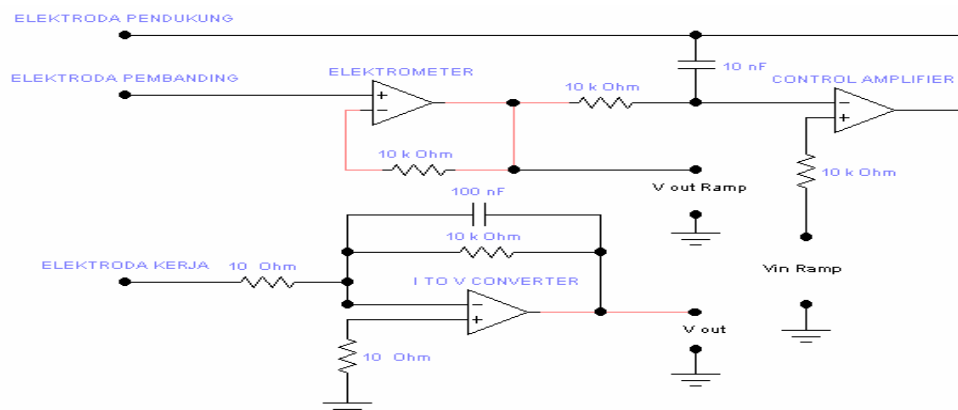 ELEKTRODA PENDUKUNG
ELEKTRODA PEMBANDING
ELEKTROMETER
10 nF
CONTROL AMPLIFIER
10 k Ohm
10 k Ohm
10 k Ohm
V out Ramp
100 nF
10 k Ohm
ELEKTRODA KERJA
10 Ohm
I TO V CONVERTER
Vin Ramp
V out
10 Ohm